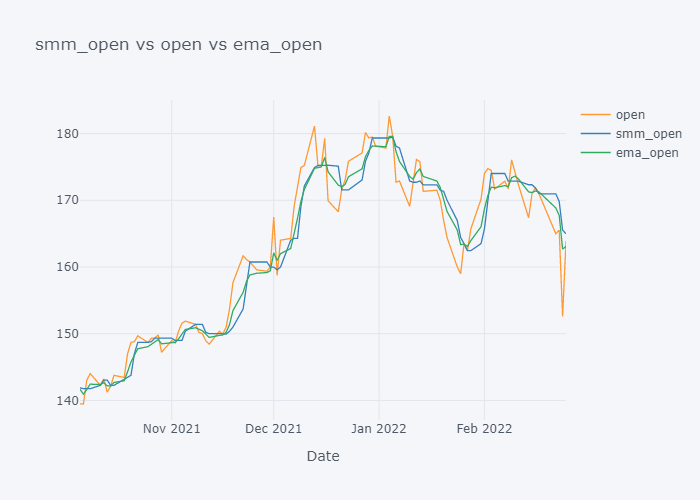 smm_open vs open vs ema_open
open
smm_open
ema_open
180
170
160
150
140
Nov 2021
Dec 2021
Jan 2022
Feb 2022
Date